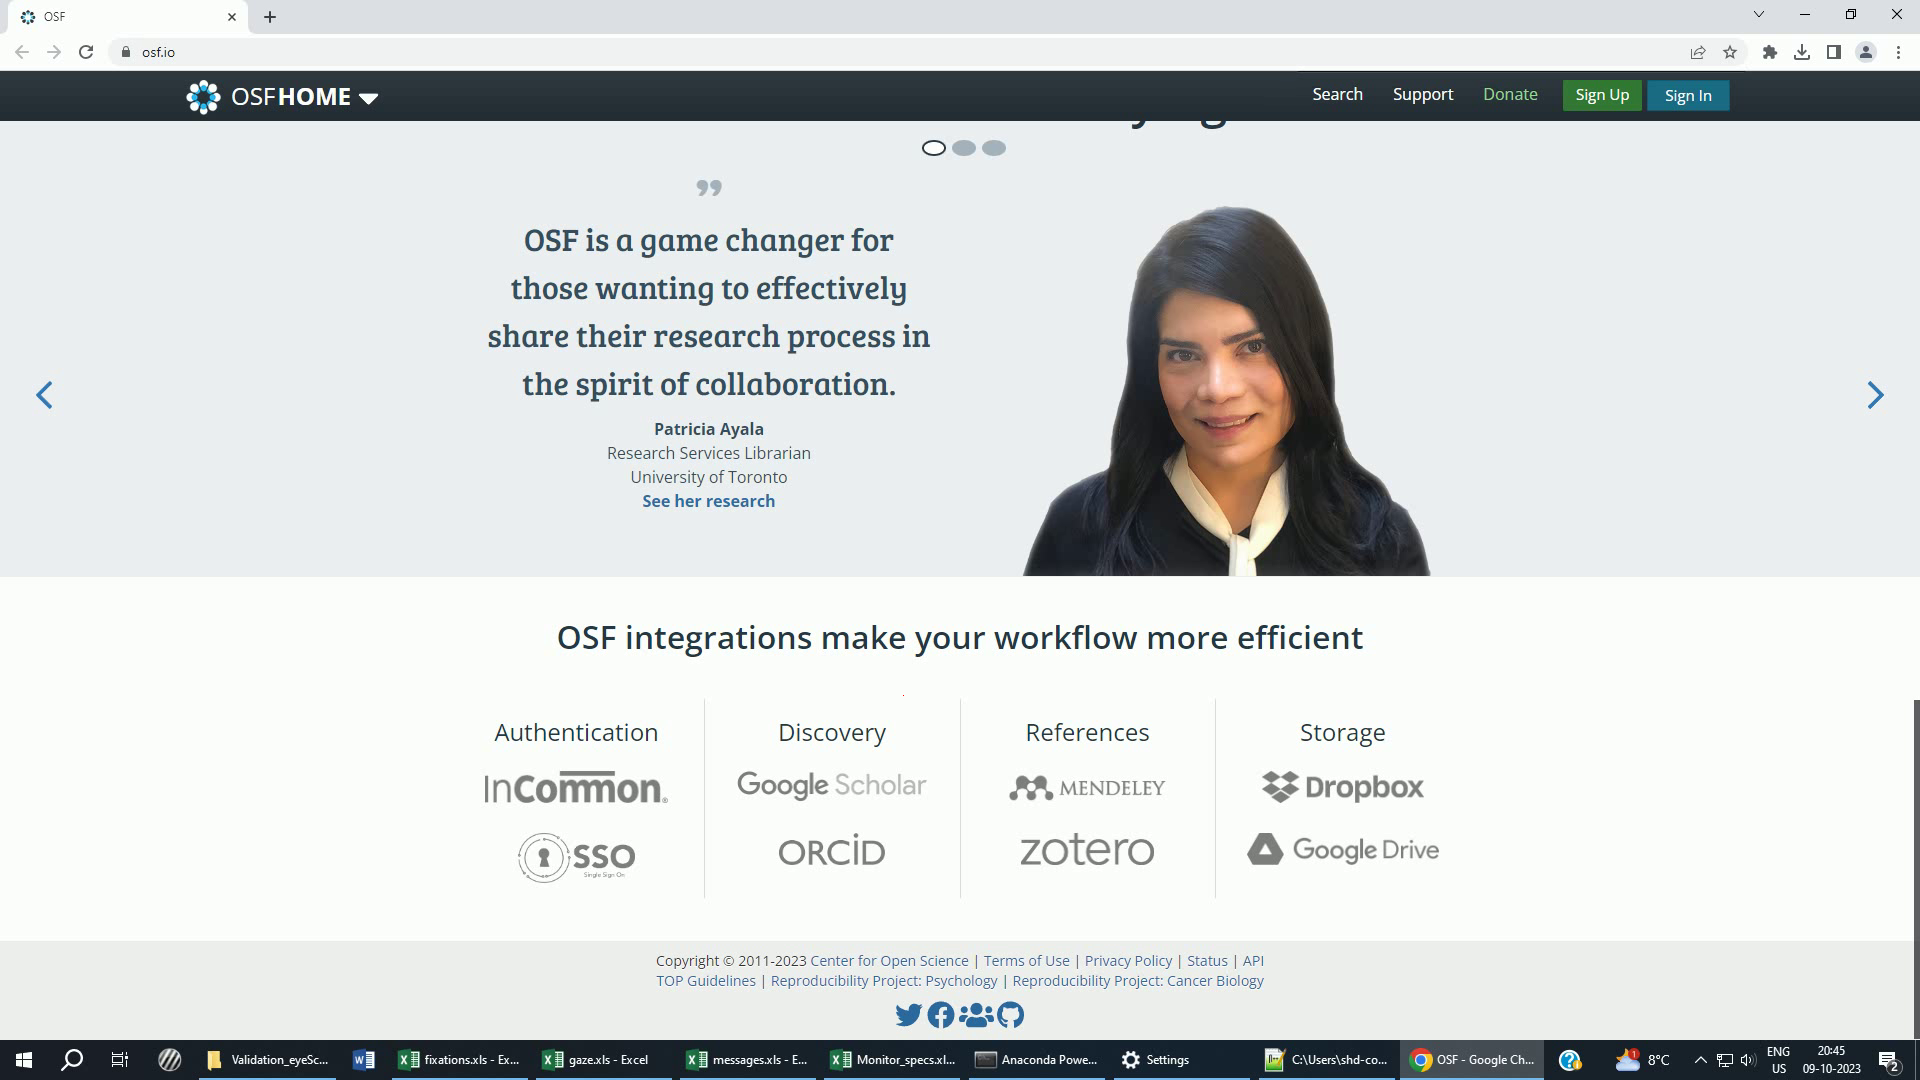 OSF
osf.io
OSFHOME
Search
Support
Donate
Sign Up
Sign In
”
OSF is a game changer for
those wanting to effectively
share their research process in
the spirit of collaboration.
Patricia Ayala
Research Services Librarian
University of Toronto
See her research
OSF integrations make your workflow more efficient
Authentication
InCommon®
SSO
Single Sign On
Discovery
Google Scholar
ORCID
References
MENDELEY
zotero
Storage
Dropbox
Google Drive
Copyright © 2011-2023 Center for Open Science | Terms of Use | Privacy Policy | Status | API
TOP Guidelines | Reproducibility Project: Psychology | Reproducibility Project: Cancer Biology
Validation_eyeSc...
fixations.xls - Ex...
gaze.xls - Excel
messages.xls - E...
Monitor_specs.xl...
Anaconda Powe...
Settings
C:\Users\shd-co...
OSF - Google Ch...
1
8°C
ENG
US
20:45
09-10-2023
2